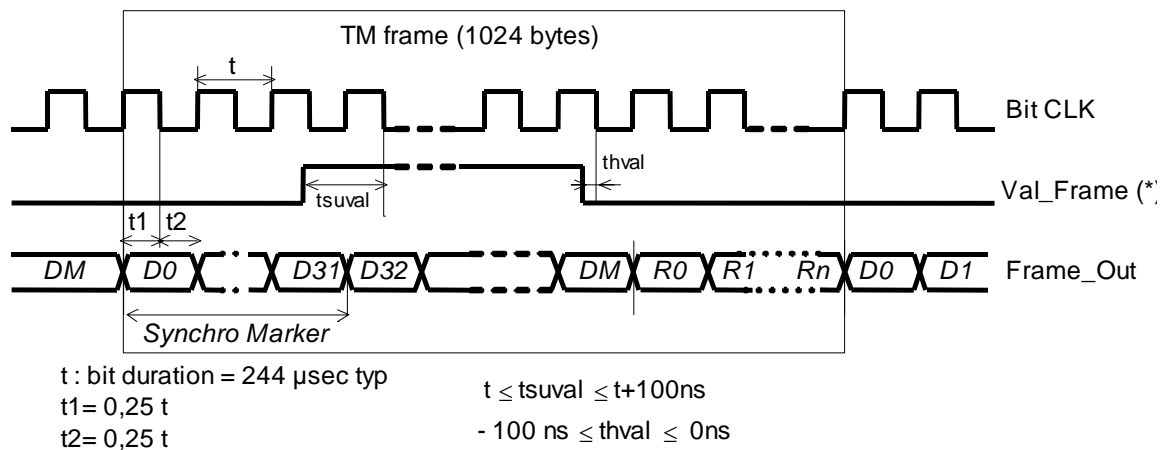 TM frame (1024 bytes)
t
Bit CLK
thval
tsuval
Val_Frame (*)
t1 t2
DM D0 D31 D32 DM R0 R1 Rn D0 D1 Frame_Out
Synchro Marker
t : bit duration = 244 µsec typ
t1= 0,25 t
t2= 0,25 t
t ≤ tsuval ≤ t+100ns
- 100 ns ≤ thval ≤ 0ns